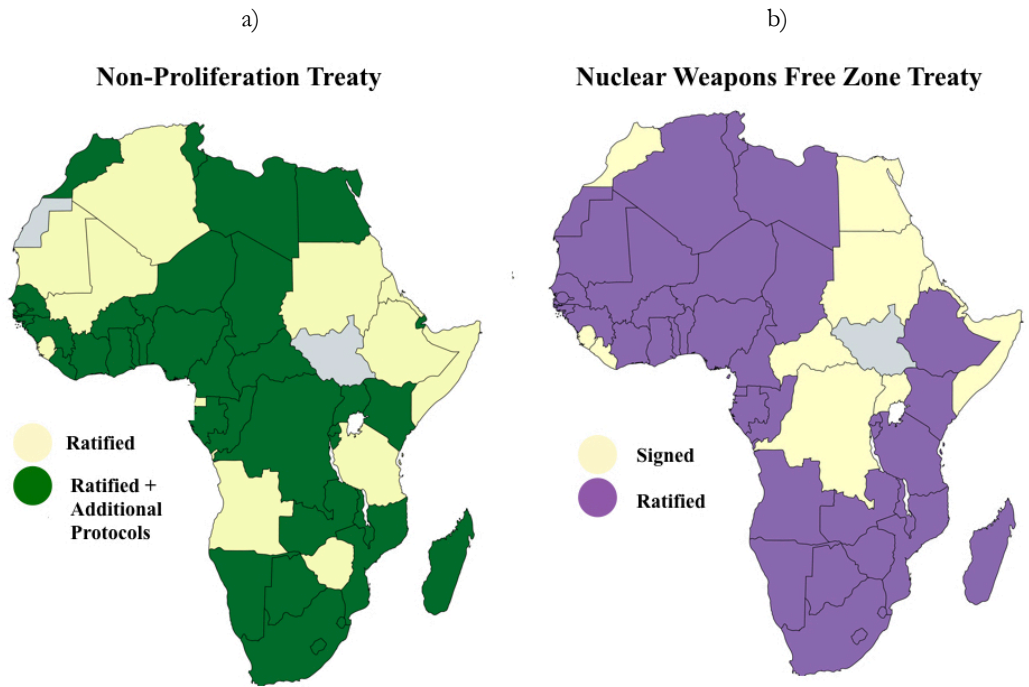 a)
b)
Non-Proliferation Treaty
Nuclear Weapons Free Zone Treaty
Ratified
Ratified +
Additional
Protocols
Signed
Ratified